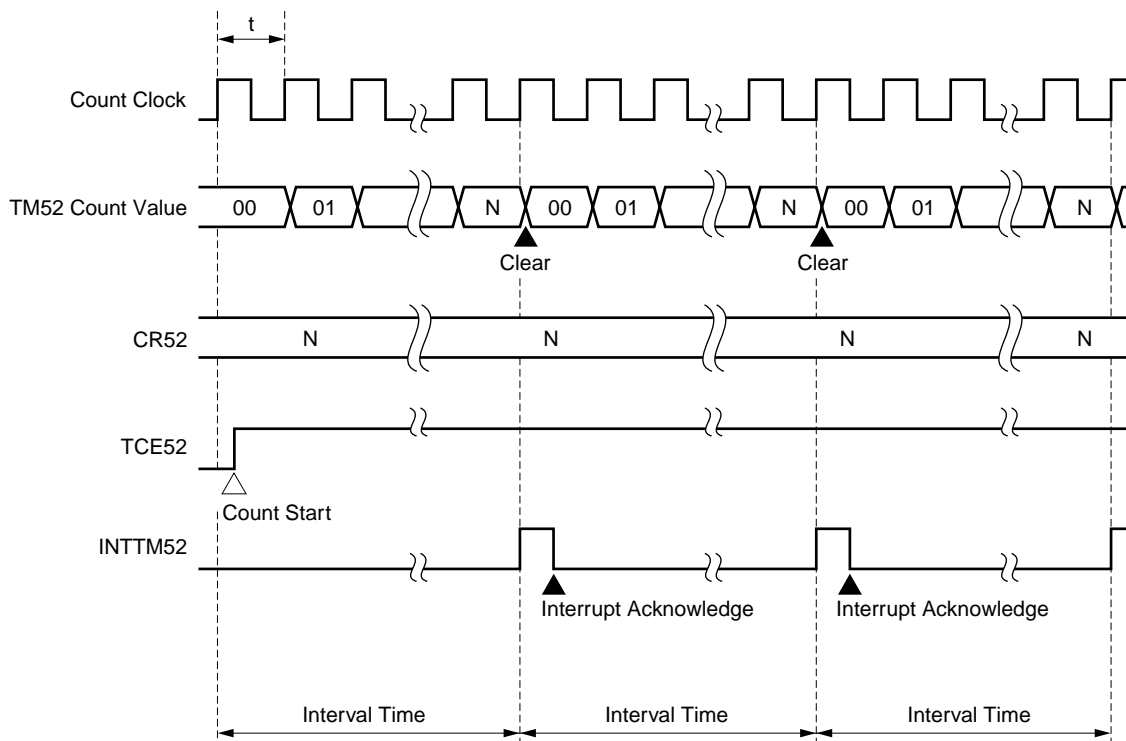 t
Count Clock
TM52 Count Value 00 01 N 00 01 N 00 01 N
Clear Clear
CR52 N N N N
TCE52
Count Start
INTTM52
Interrupt Acknowledge Interrupt Acknowledge
Interval Time Interval Time Interval Time